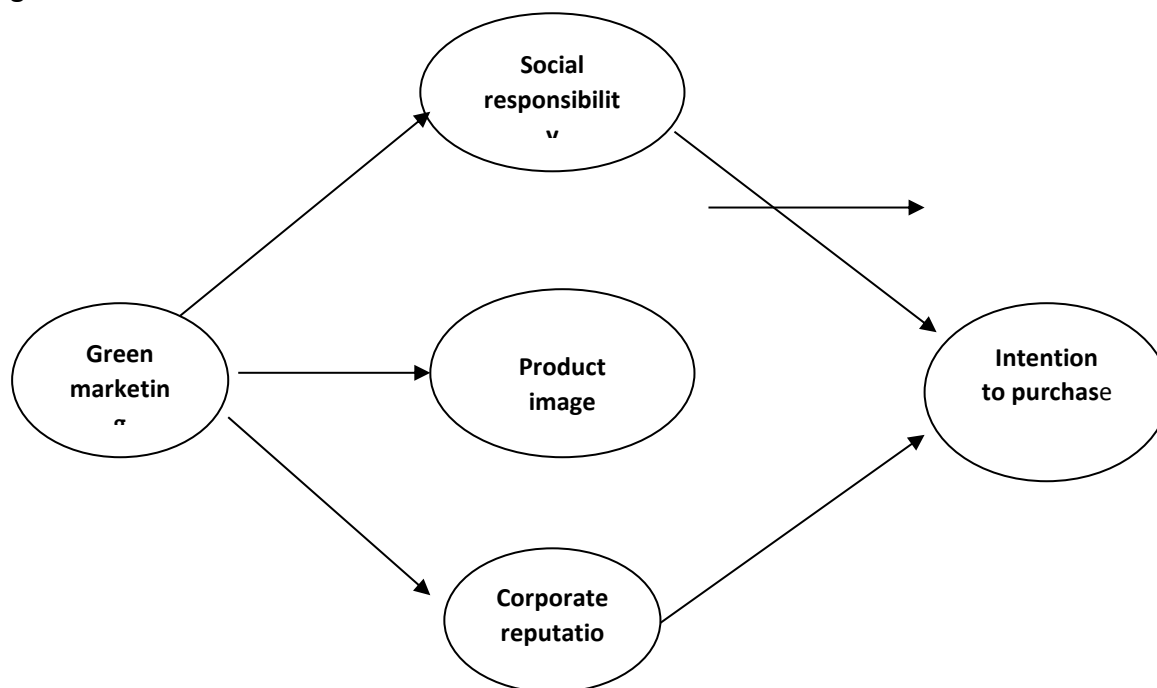 Social
responsibilit
y
Green
marketin
g
Product
image
Intention
to purchase
Corporate
reputatio